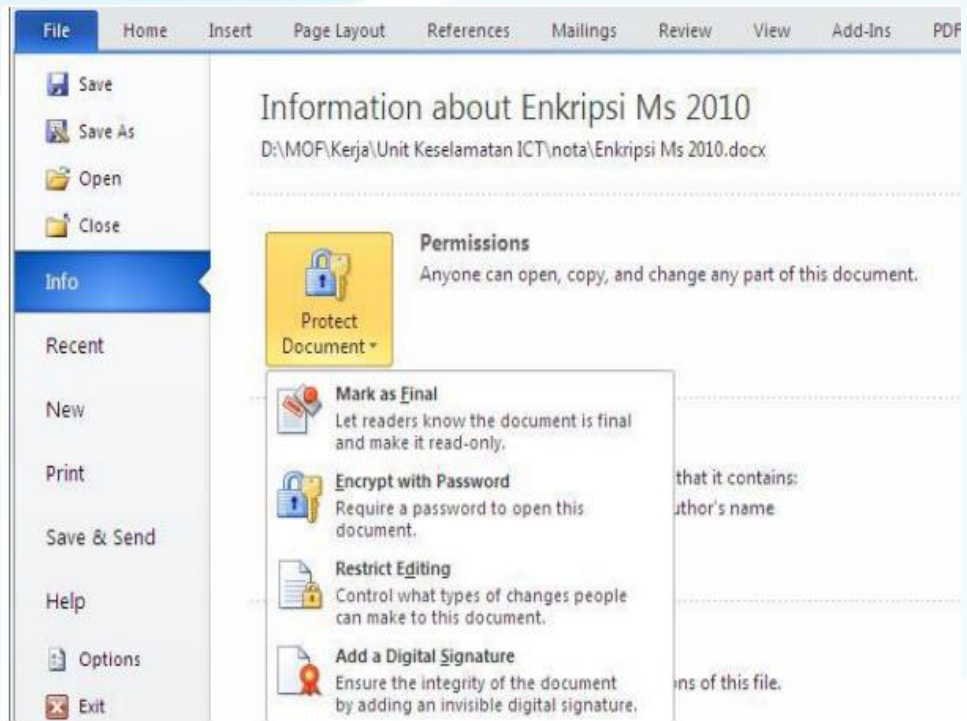 File Home Insert Page Layout References Mailings Review View Add-Ins PDF
Save
Save As
Open
Close
Info
Recent
New
Print
Save & Send
Help
Options
Exit
Information about Enkripsi Ms 2010
D:\MOF\Kerja\Unit Keselamatan ICT\nota\Enkripsi Ms 2010.docx
Protect
Document
Permissions
Anyone can open, copy, and change any part of this document.
Mark as Final
Let readers know the document is final
and make it read-only.
Encrypt with Password
Require a password to open this
document.
Restrict Editing
Control what types of changes people
can make to this document.
Add a Digital Signature
Ensure the integrity of the document
by adding an invisible digital signature.
that it contains:
uthor's name
ns of this file.